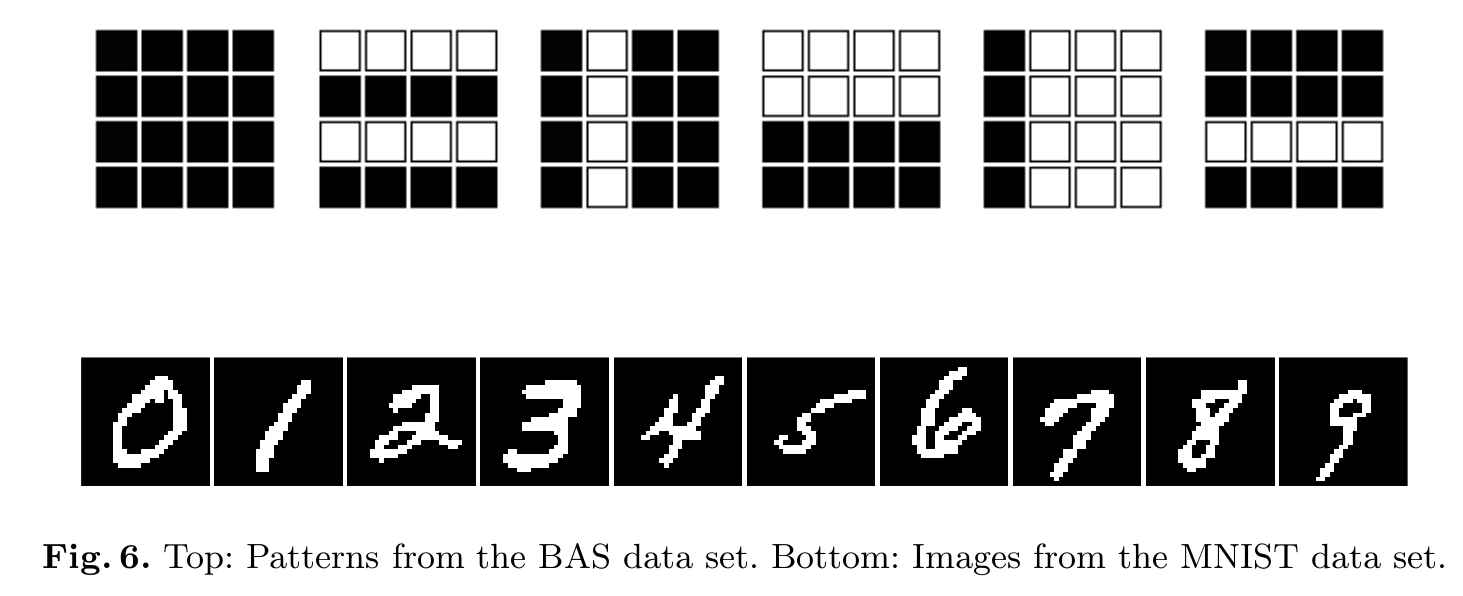 0 1 2 3 4 5 6 7 8 9
Fig. 6. Top: Patterns from the BAS data set. Bottom: Images from the MNIST data set.